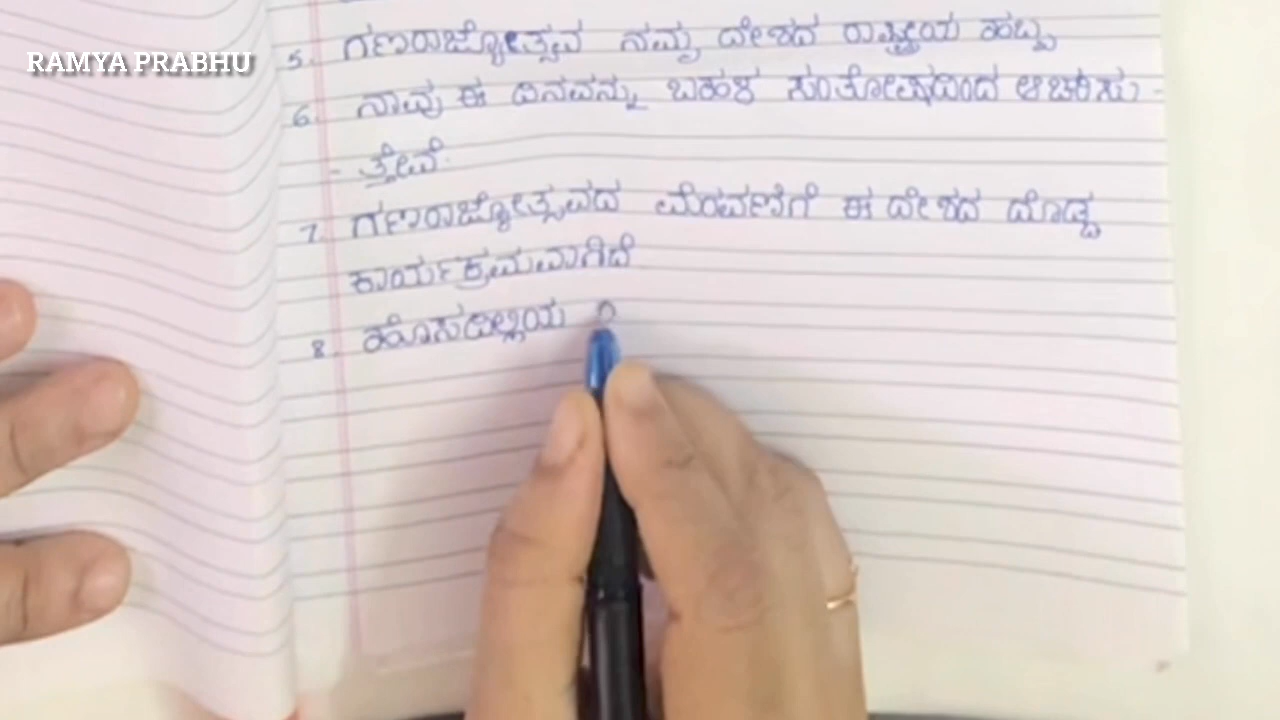 RAMYA PRABHU
5. ಗಣರಾಜ್ಯೋತ್ಸವ ನಮ್ಮ ದೇಶದ ರಾಷ್ಟ್ರೀಯ ಹಬ್ಬ
6. ನಾವು ಈ ದಿನವನ್ನು ಬಹಳ ಸಂತೋಷದಿಂದ ಆಚರಿಸು -
- ತ್ತೇವೆ.
7. ಗಣರಾಜ್ಯೋತ್ಸವದ ಮೆರವಣಿಗೆ ಈ ದೇಶದ ದೊಡ್ಡ
ಕಾರ್ಯಕ್ರಮವಾಗಿದೆ
8. ಹೊಸದಿಲ್ಲಿಯ